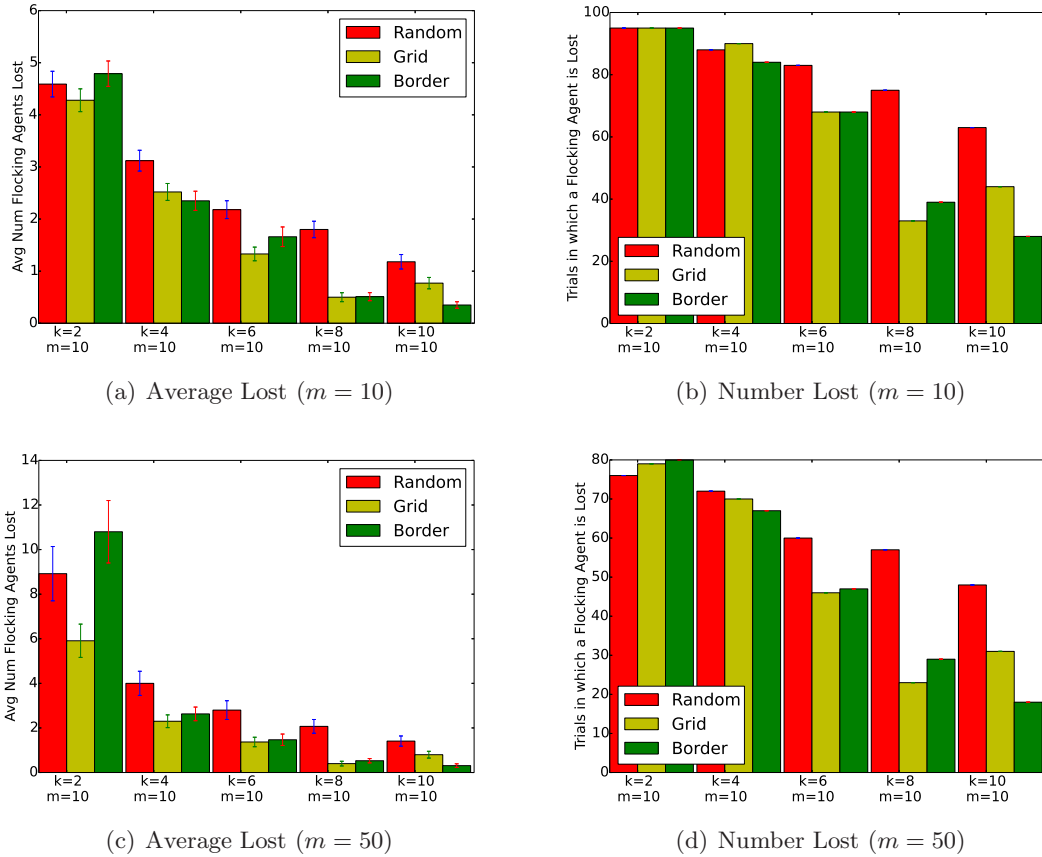 6
5
4
3
2
1
0
Avg Num Flocking Agents Lost
Random
Grid
Border
k=2 k=4 k=6 k=8 k=10
m=10 m=10 m=10 m=10 m=10
(a) Average Lost (m = 10)
100
80
60
40
20
0
Trials in which a Flocking Agent is Lost
Random
Grid
Border
k=2 k=4 k=6 k=8 k=10
m=10 m=10 m=10 m=10 m=10
(b) Number Lost (m = 10)
14
12
10
8
6
4
2
0
Avg Num Flocking Agents Lost
Random
Grid
Border
k=2 k=4 k=6 k=8 k=10
m=10 m=10 m=10 m=10 m=10
(c) Average Lost (m = 50)
80
70
60
50
40
30
20
10
0
Trials in which a Flocking Agent is Lost
Random
Grid
Border
k=2 k=4 k=6 k=8 k=10
m=10 m=10 m=10 m=10 m=10
(d) Number Lost (m = 50)